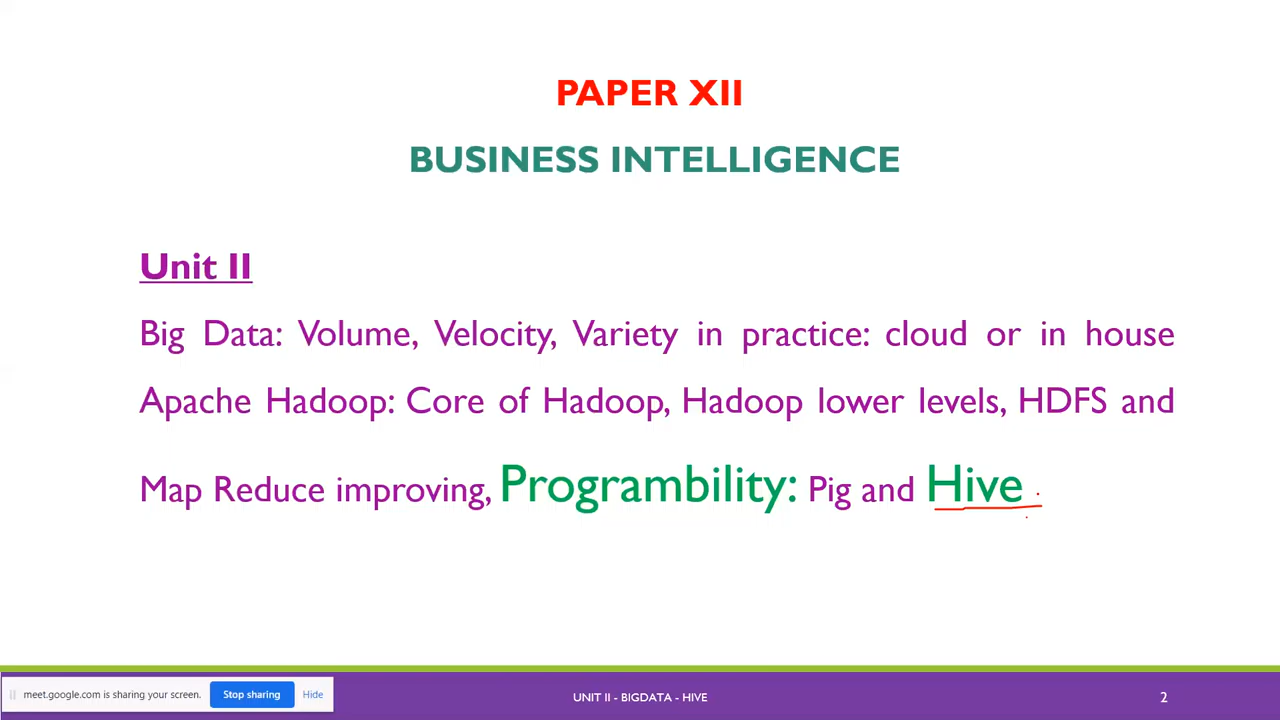 PAPER XII
BUSINESS INTELLIGENCE
Unit II
Big Data: Volume, Velocity, Variety in practice: cloud or in house
Apache Hadoop: Core of Hadoop, Hadoop lower levels, HDFS and
Map Reduce improving, Programbility: Pig and Hive
meet.google.com is sharing your screen. Stop sharing Hide
UNIT II - BIGDATA - HIVE
2